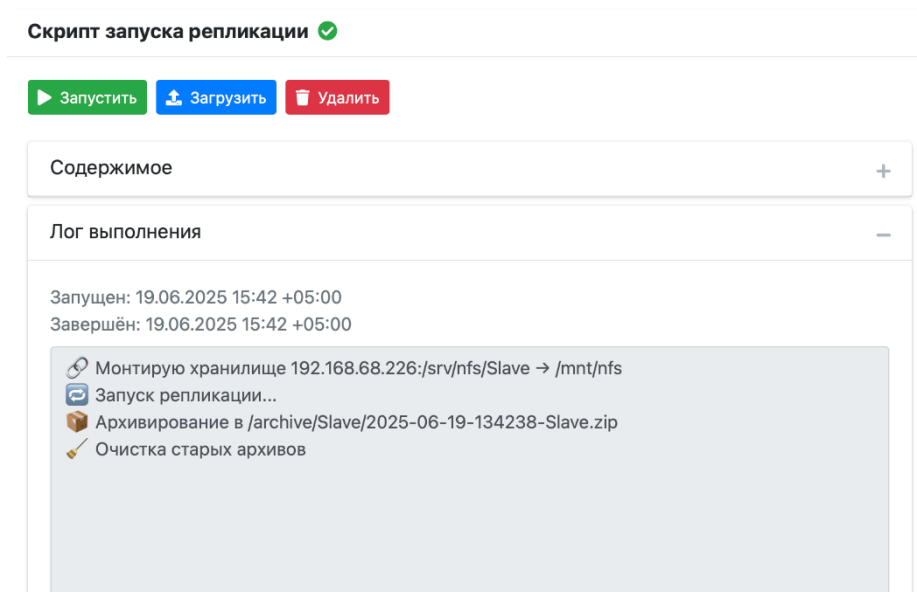 Скрипт запуска репликации
Запустить Загрузить Удалить
Содержимое
Лог выполнения
Запущен: 19.06.2025 15:42 +05:00
Завершён: 19.06.2025 15:42 +05:00
🔗 Монтирую хранилище 192.168.68.226:/srv/nfs/Slave → /mnt/nfs
🔁 Запуск репликации...
📦 Архивирование в /archive/Slave/2025-06-19-134238-Slave.zip
🧹 Очистка старых архивов